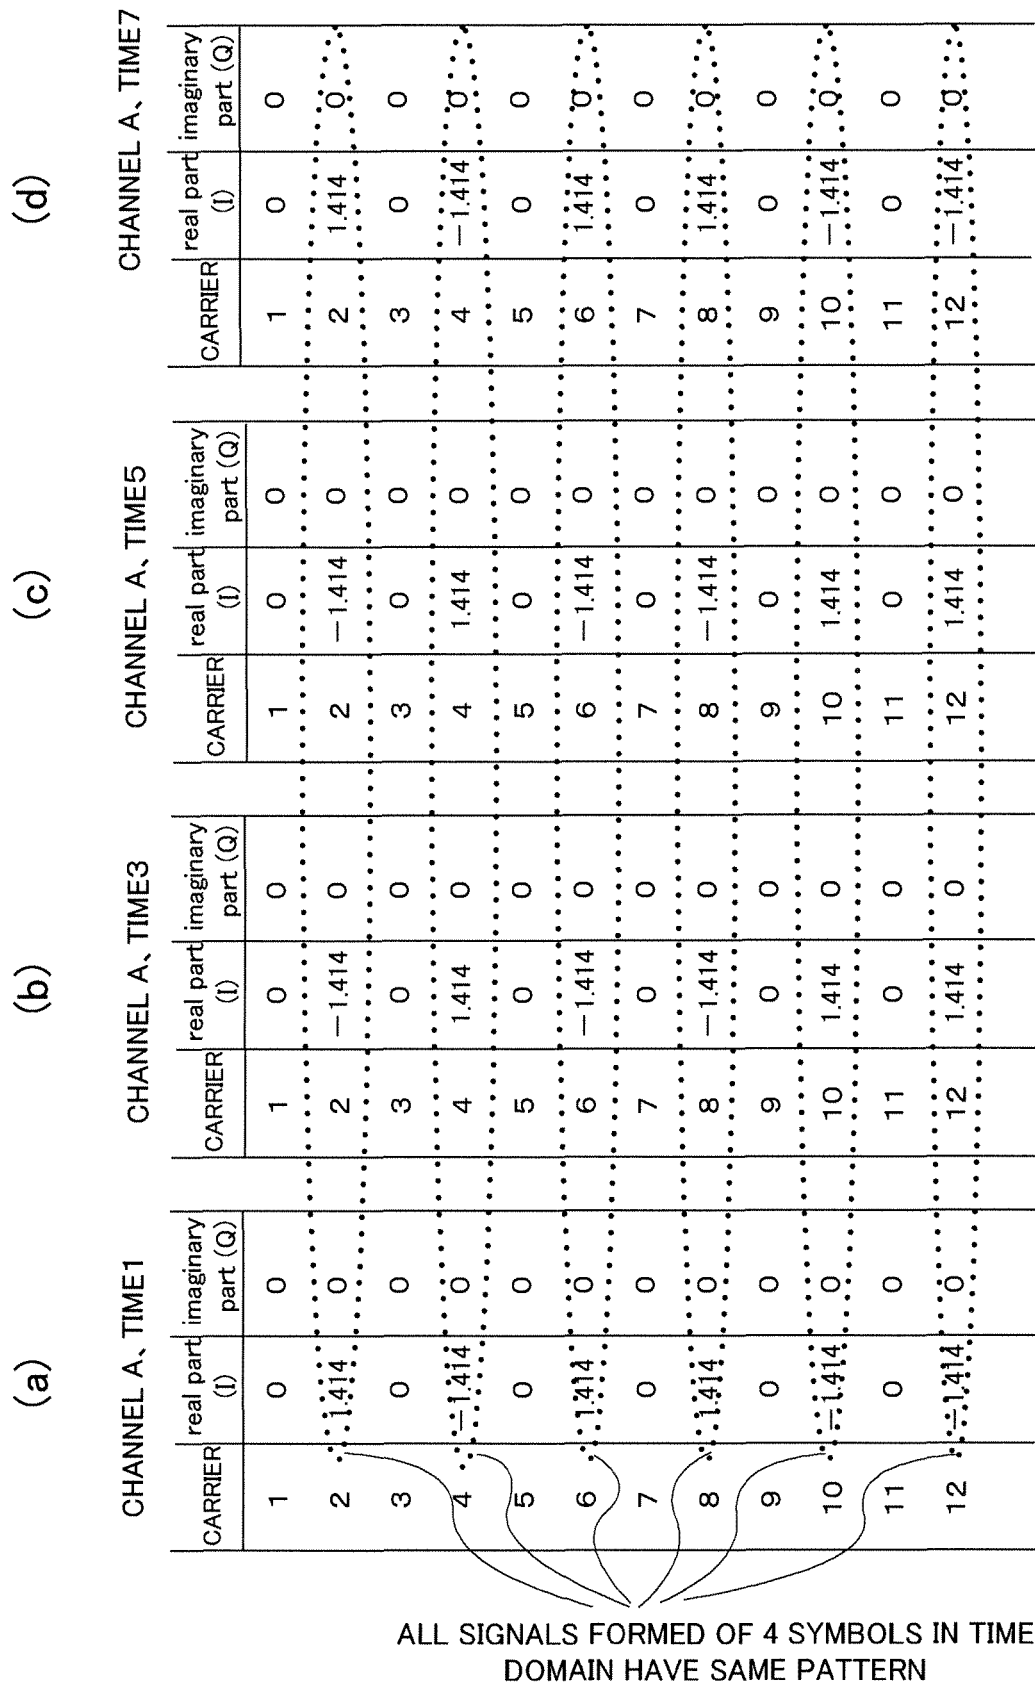 (a)
CHANNEL A、TIME1
CARRIER real part (I) imaginary part (Q)
1 0 0
2 1.414 0
3 0 0
4 −1.414 0
5 0 0
6 1.414 0
7 0 0
8 1.414 0
9 0 0
10 −1.414 0
11 0 0
12 −1.414 0
(b)
CHANNEL A、TIME3
CARRIER real part (I) imaginary part (Q)
1 0 0
2 −1.414 0
3 0 0
4 1.414 0
5 0 0
6 −1.414 0
7 0 0
8 −1.414 0
9 0 0
10 1.414 0
11 0 0
12 1.414 0
(c)
CHANNEL A、TIME5
CARRIER real part (I) imaginary part (Q)
1 0 0
2 −1.414 0
3 0 0
4 1.414 0
5 0 0
6 −1.414 0
7 0 0
8 −1.414 0
9 0 0
10 1.414 0
11 0 0
12 1.414 0
(d)
CHANNEL A、TIME7
CARRIER real part (I) imaginary part (Q)
1 0 0
2 1.414 0
3 0 0
4 −1.414 0
5 0 0
6 1.414 0
7 0 0
8 1.414 0
9 0 0
10 −1.414 0
11 0 0
12 −1.414 0
ALL SIGNALS FORMED OF 4 SYMBOLS IN TIME
DOMAIN HAVE SAME PATTERN